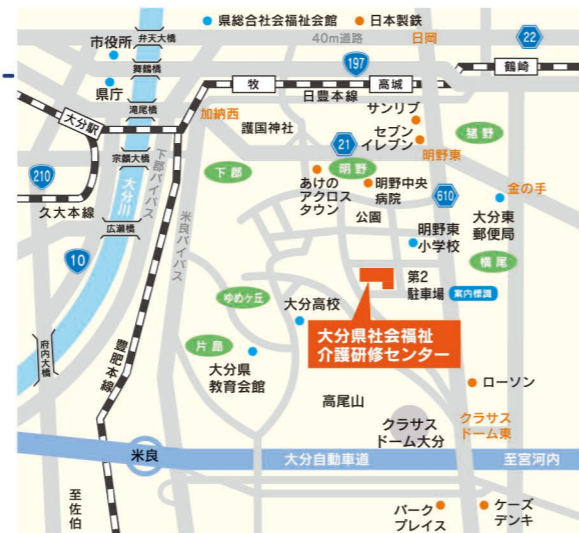 県総合社会福祉会館
日本製鉄
市役所
弁天大橋
40m道路
日岡
22
舞鶴橋
197
県庁
牧
高城
鶴崎
滝尾橋
日豊本線
大分駅
加納西
護国神社
サンリブ
セブン
イレブン
猪野
宗麟大橋
21
明野東
下郡バイパス
下郡
明野
210
大分川
あけの
アクロス
タウン
明野中央
病院
610
金の手
久大本線
公園
大分東
郵便局
広瀬橋
米良バイパス
明野東
小学校
10
横尾
第2
駐車場
案内標識
ゆめケ丘
大分高校
大分県社会福祉
介護研修センター
府内大橋
豊肥本線
片島
大分県
教育会館
ローソン
高尾山
クラサス
ドーム大分
クラサス
ドーム東
米良
大分自動車道
至宮河内
至佐伯
パーク
プレイス
ケーズ
デンキ